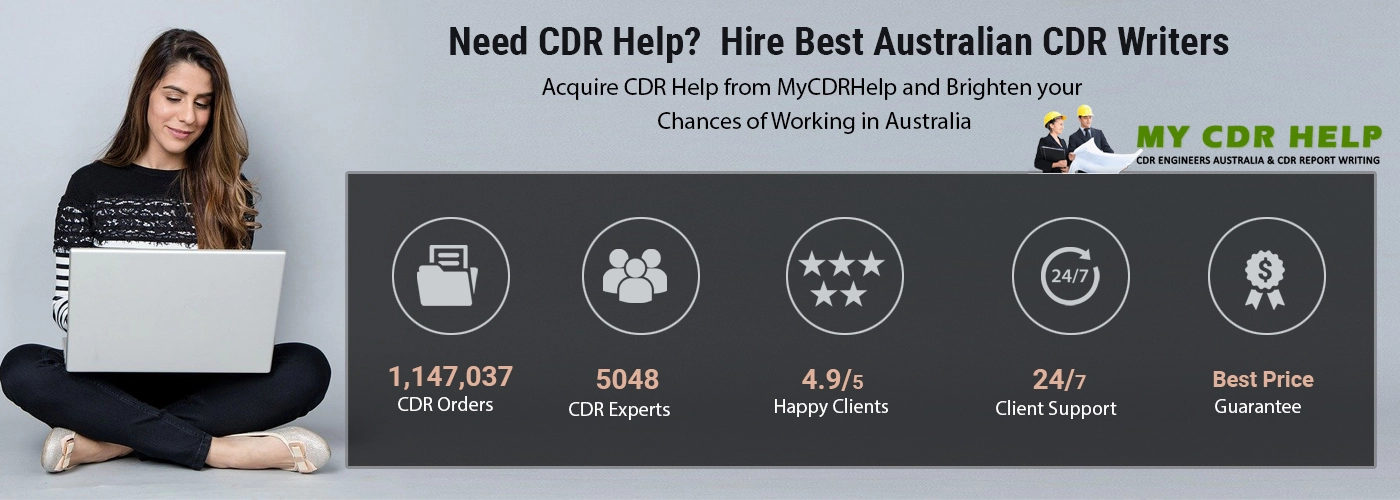 Need CDR Help?  Hire Best Australian CDR Writers
Acquire CDR Help from MyCDRHelp and Brighten your
Chances of Working in Australia
MY CDR HELP
CDR ENGINEERS AUSTRALIA & CDR REPORT WRITING
24/7
$
1,147,037
CDR Orders
5048
CDR Experts
4.9/5
Happy Clients
24/7
Client Support
Best Price
Guarantee